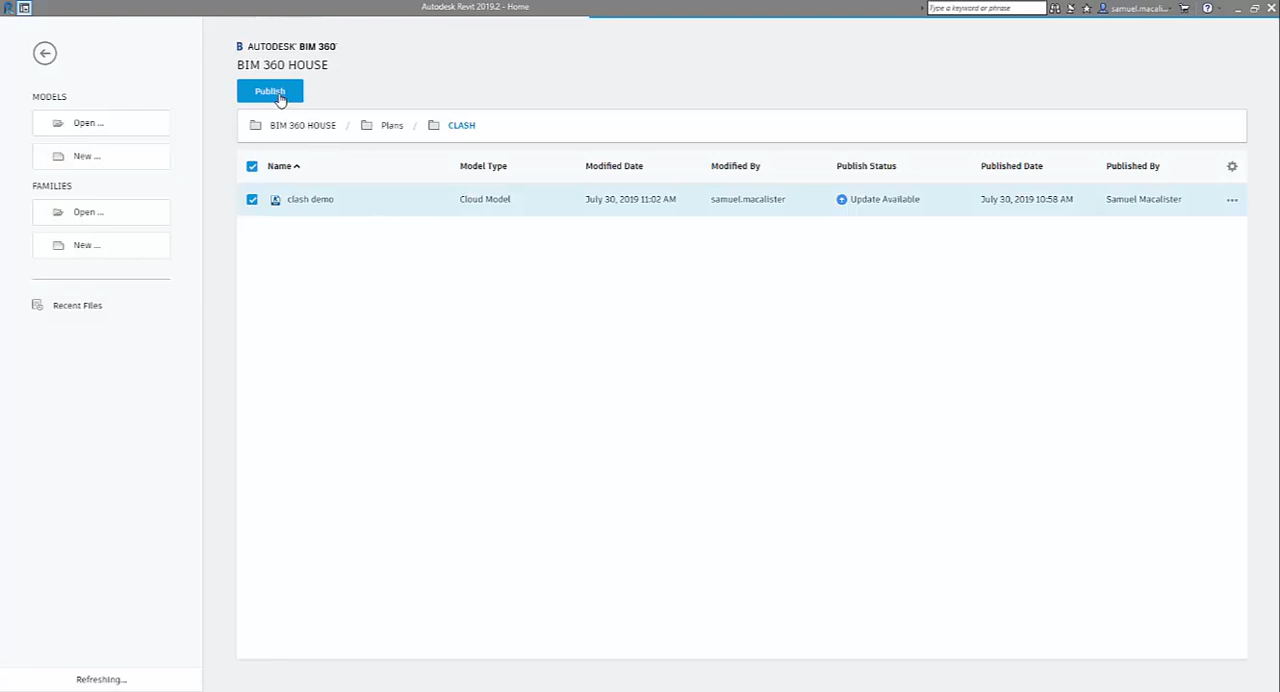 Autodesk Revit 2019.2 - Home
Type a keyword or phrase
samuel.macali...
AUTODESK' BIM 360'
BIM 360 HOUSE
Publish
MODELS
Open ...
New ...
FAMILIES
Open ...
New ...
Recent Files
BIM 360 HOUSE / Plans / CLASH
Name Model Type Modified Date Modified By Publish Status Published Date Published By
clash demo Cloud Model July 30, 2019 11:02 AM samuel.macalister Update Available July 30, 2019 10:58 AM Samuel Macalister ...
Refreshing...